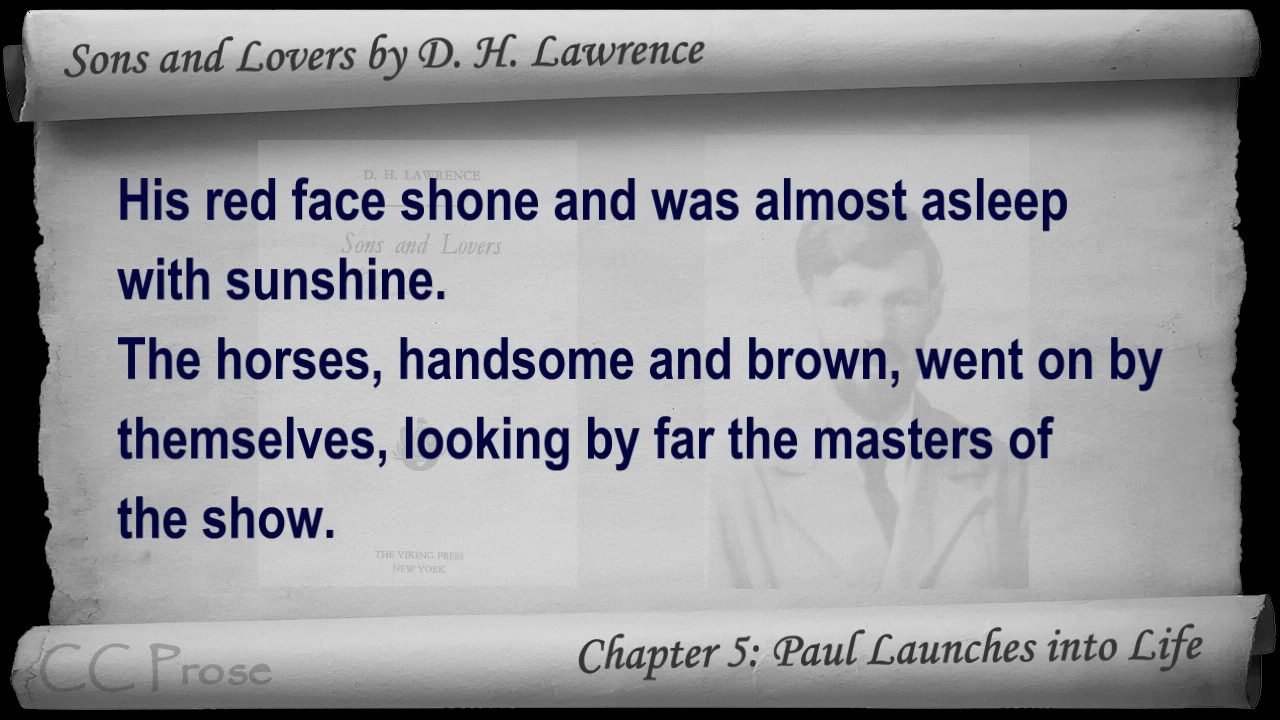 Sons and Lovers by D. H. Lawrence
D. H. LAWRENCE
His red face shone and was almost asleep
Sons and Lovers
with sunshine.
The horses, handsome and brown, went on by
themselves, looking by far the masters of
the show.
THE VIKING PRESS
NEW YORK
CC Prose
Chapter 5: Paul Launches into Life